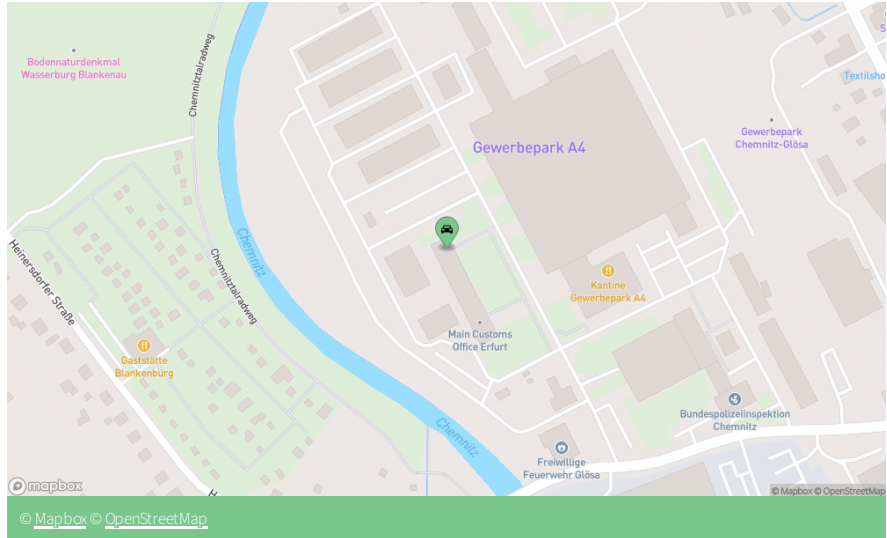 Bodennaturdenkmal
Wasserburg Blankenau
Chemnitztalradweg
Gewerbepark A4
Textilsho
Gewerbepark
Chemnitz-Glösa
S
Heinersdorfer Straße
Chemnitz
Chemnitztalradweg
Kantine
Gewerbepark A4
Main Customs
Office Erfurt
Gaststätte
Blankenburg
Bundespolizeiinspektion
Chemnitz
Chemnitz
Freiwillige
Feuerwehr Glösa
H
mapbox
© Mapbox © OpenStreetMap
© Mapbox © OpenStreetMap